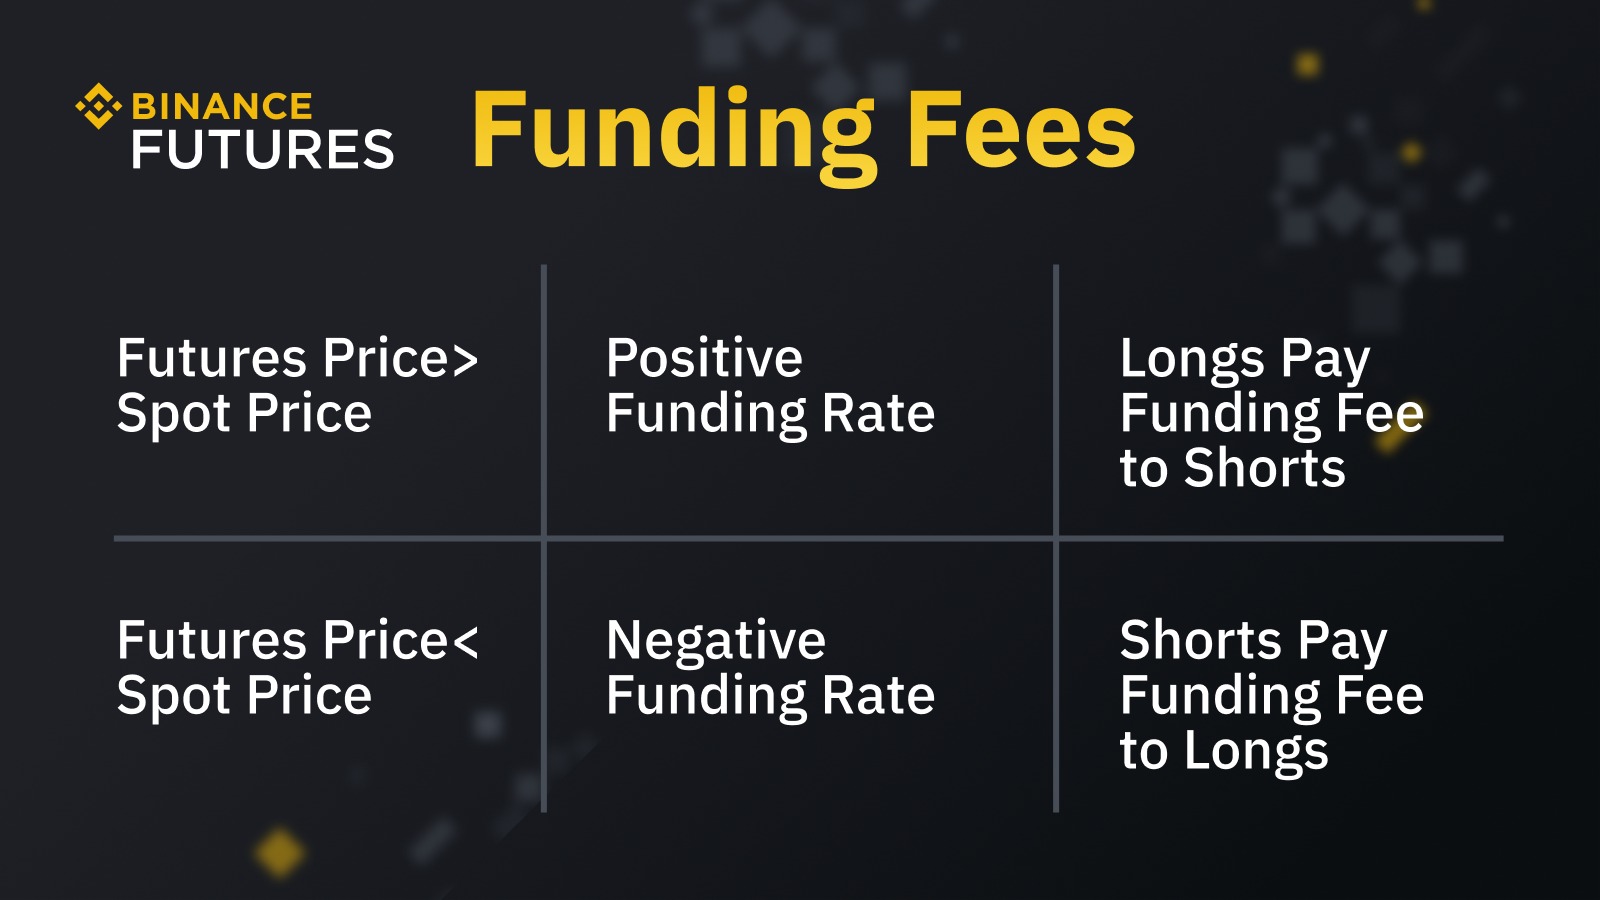 BINANCE
FUTURES
Funding Fees
Futures Price>
Spot Price
Positive
Funding Rate
Longs Pay
Funding Fee
to Shorts
Futures Price<
Spot Price
Negative
Funding Rate
Shorts Pay
Funding Fee
to Longs